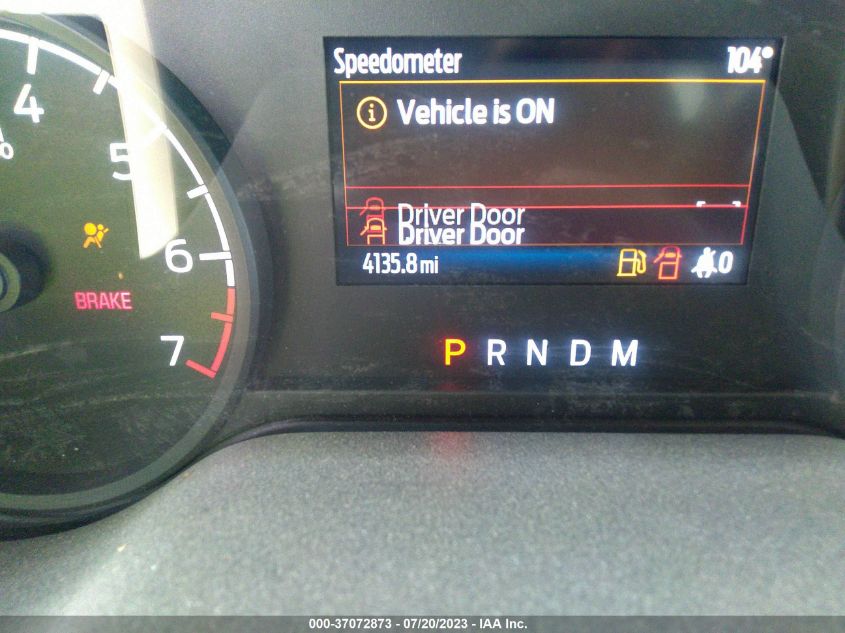 Speedometer 104°
4
Vehicle is ON
5
Driver Door
Driver Door
6
4135.8 mi 0
BRAKE
7
P R N D M
000-37072873 - 07/20/2023 - IAA Inc.